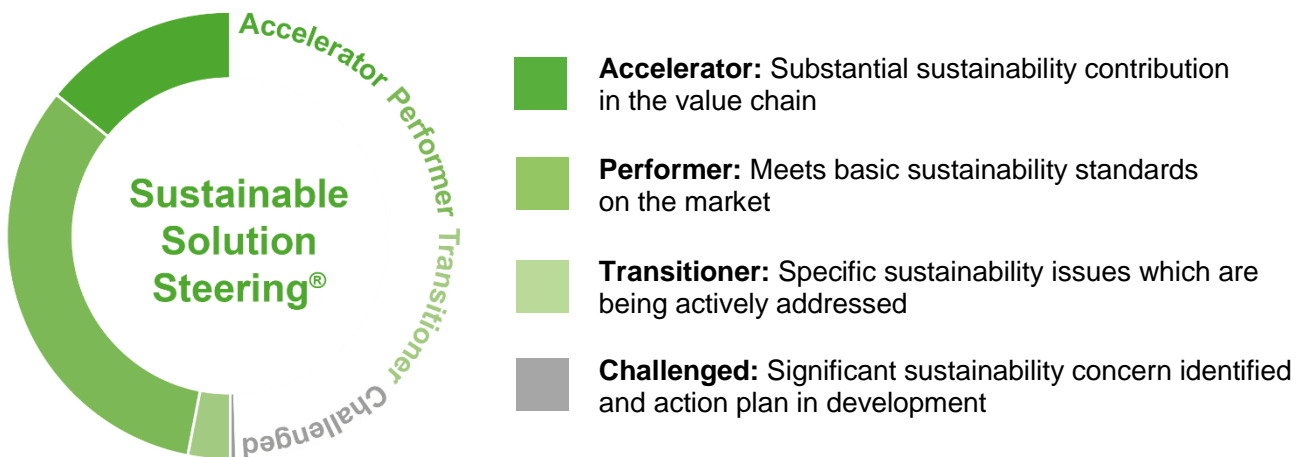 Accelerator Performer Transitioner Challenged
Sustainable
Solution
Steering®
Accelerator: Substantial sustainability contribution
in the value chain
Performer: Meets basic sustainability standards
on the market
Transitioner: Specific sustainability issues which are
being actively addressed
Challenged: Significant sustainability concern identified
and action plan in development